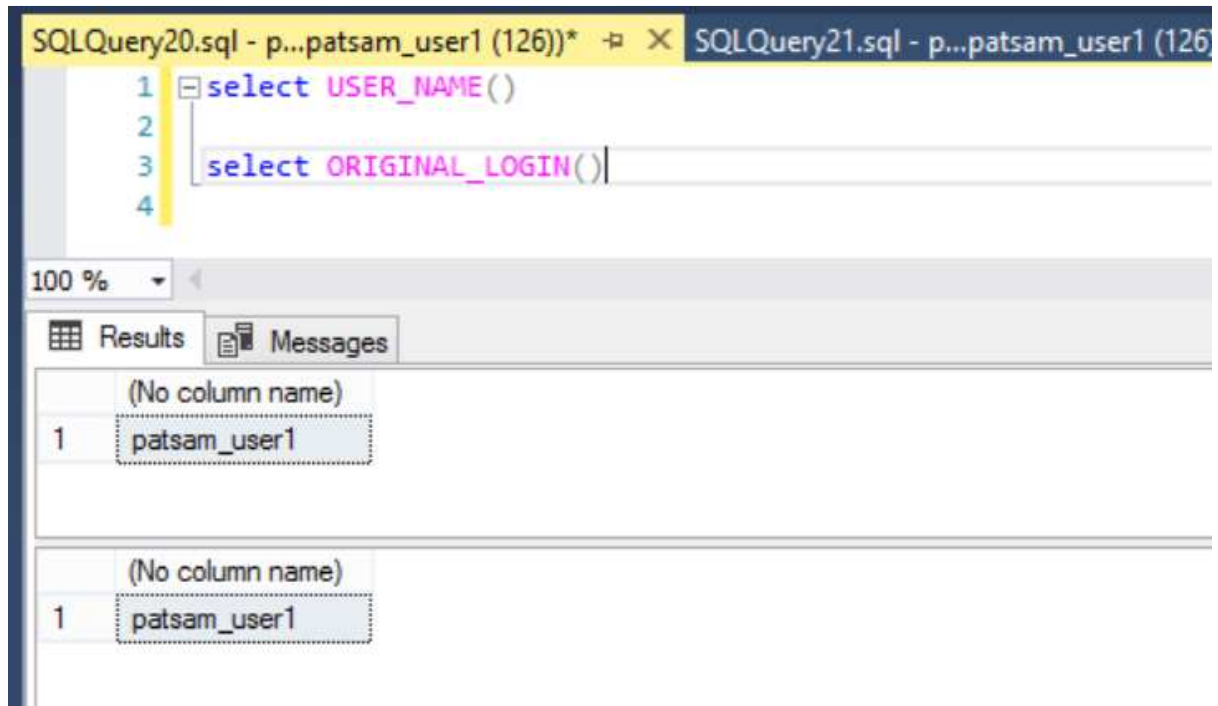 SQLQuery20.sql - p...patsam_user1 (126))* SQLQuery21.sql - p...patsam_user1 (126)
1 select USER_NAME()
2
3 select ORIGINAL_LOGIN()
4
100 %
Results Messages
(No column name)
1 patsam_user1
(No column name)
1 patsam_user1